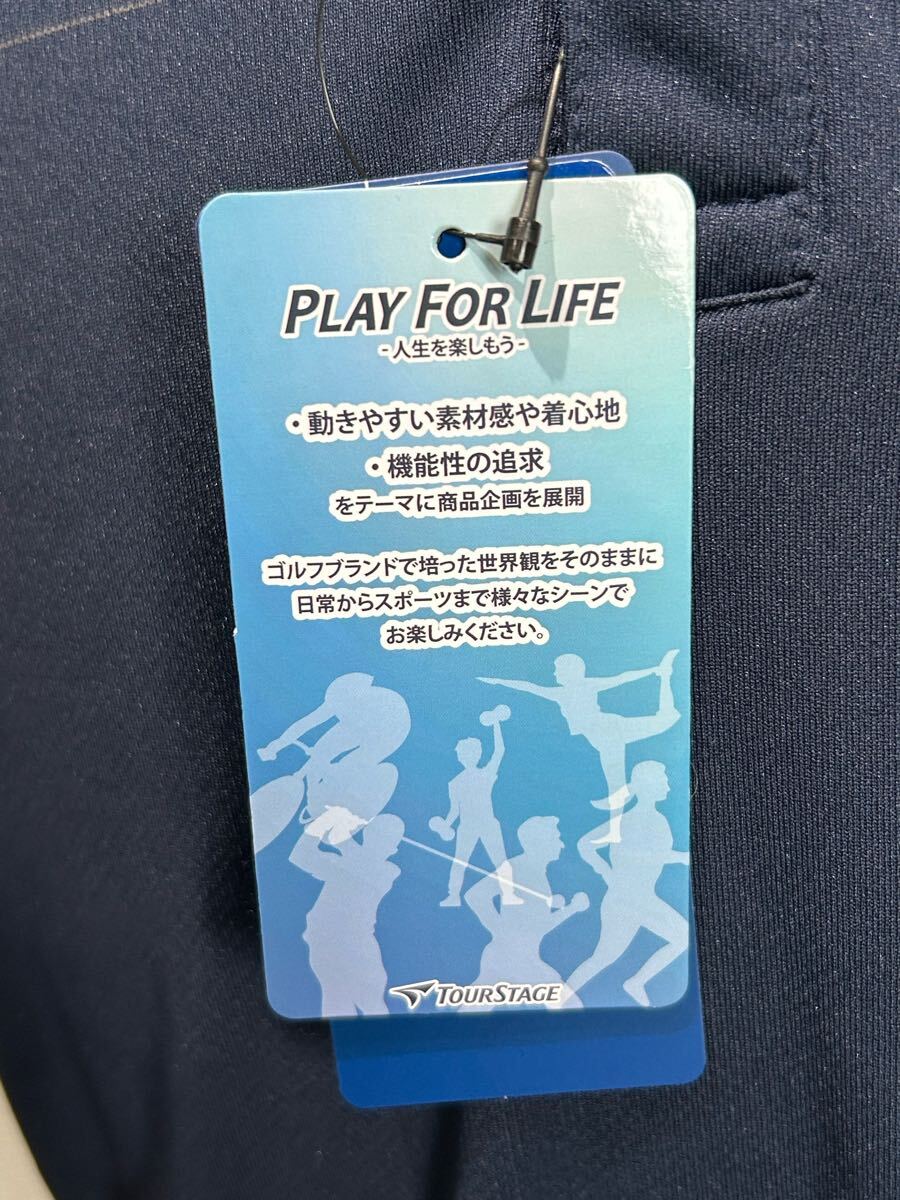 PLAY FOR LIFE
-人生を楽しもう-
・動きやすい素材感や着心地
・機能性の追求
をテーマに商品企画を展開
ゴルフブランドで培った世界観をそのままに
日常からスポーツまで様々なシーンで
お楽しみください。
TOURSTAGE